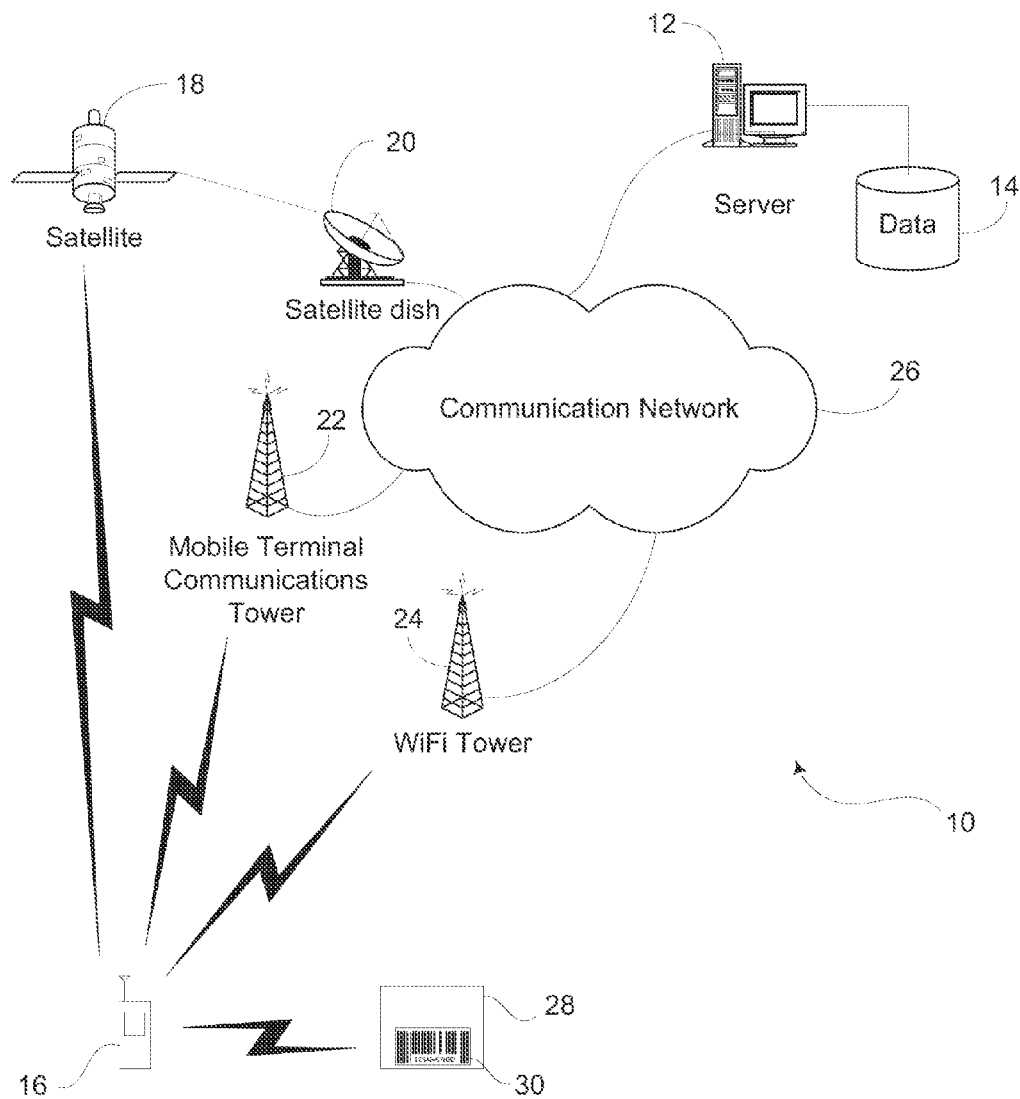 12
18
20
Server
14
Data
Satellite
Satellite dish
26
Communication Network
22
Mobile Terminal
Communications
Tower
24
WiFi Tower
10
28
16
30